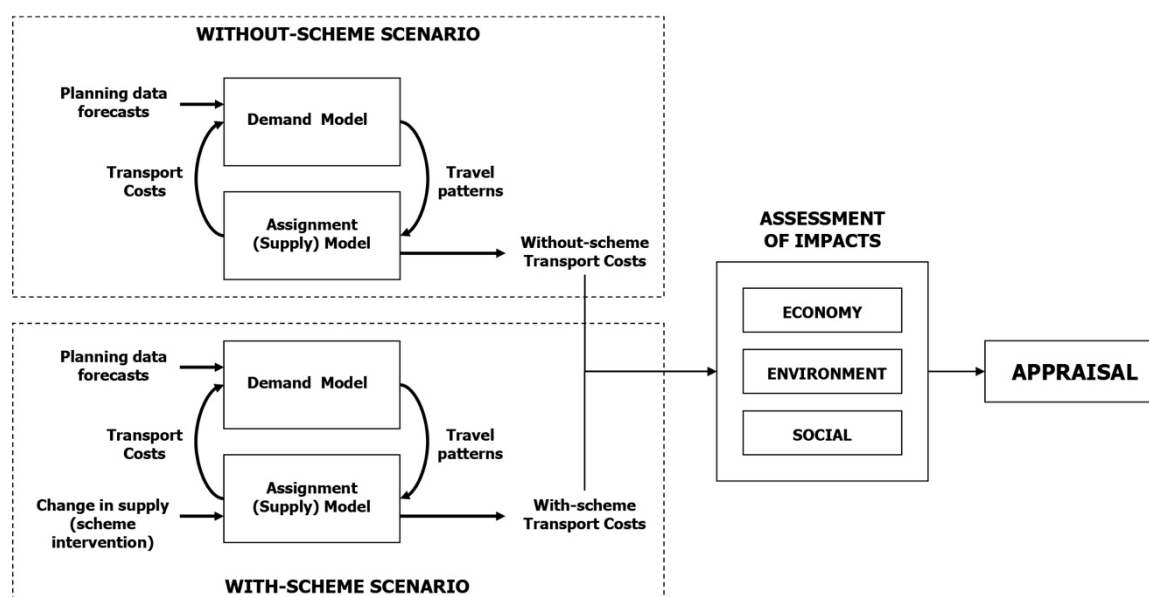 WITHOUT-SCHEME SCENARIO
Planning data
forecasts
Demand Model
Transport
Costs
Travel
patterns
Assignment
(Supply) Model
Without-scheme
Transport Costs
Planning data
forecasts
Demand Model
Transport
Costs
Travel
patterns
Change in supply
(scheme
intervention)
Assignment
(Supply) Model
With-scheme
Transport Costs
WITH-SCHEME SCENARIO
ASSESSMENT
OF IMPACTS
ECONOMY
ENVIRONMENT
SOCIAL
APPRAISAL